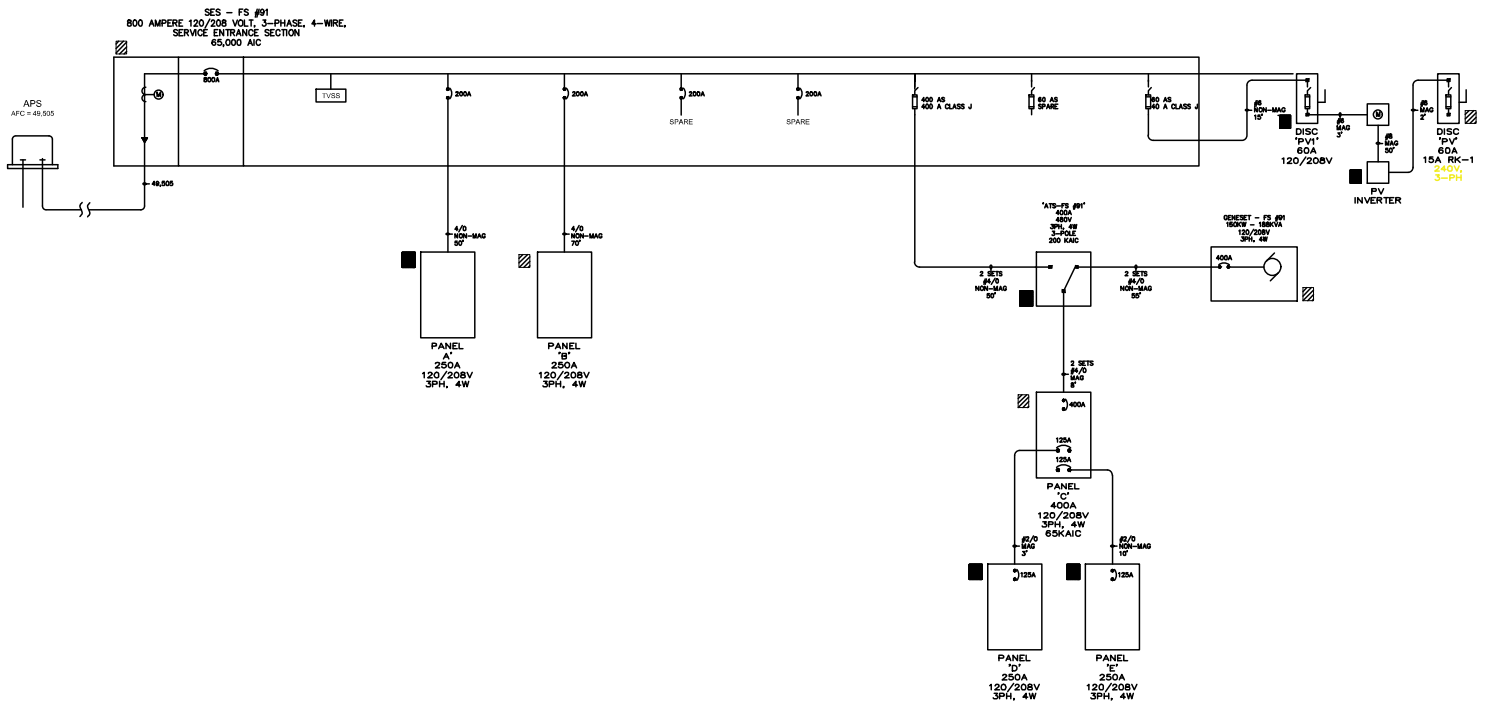 SES - FS #91
800 AMPERE 120/208 VOLT, 3-PHASE, 4-WIRE,
SERVICE ENTRANCE SECTION
65,000 AIC
APS
AFC = 49,505
800A
M
TVSS
200A
200A
200A
SPARE
200A
SPARE
400 AS
400 A CLASS J
60 AS
SPARE
60 AS
40 A CLASS J
49,505
#6
NON-MAG
15'
DISC
'PV1'
60A
120/208V
#6
MAG
3'
M
#6
MAG
50'
PV
INVERTER
#6
MAG
2'
DISC
'PV'
60A
15A RK-1
240V,
3-PH
4/0
NON-MAG
50'
PANEL
A'
250A
120/208V
3PH, 4W
4/0
NON-MAG
70'
PANEL
'B'
250A
120/208V
3PH, 4W
'ATS-FS #91'
400A
480V
3PH, 4W
3-POLE
200 KAIC
2 SETS
#4/0
NON-MAG
50'
2 SETS
#4/0
NON-MAG
55'
GENESET - FS #91
150KW - 188KVA
120/208V
3PH, 4W
400A
2 SETS
#4/0
MAG
8'
400A
125A
125A
PANEL
'C'
400A
120/208V
3PH, 4W
65KAIC
#2/0
MAG
3'
#2/0
NON-MAG
10'
125A
PANEL
'D'
250A
120/208V
3PH, 4W
125A
PANEL
'E'
250A
120/208V
3PH, 4W